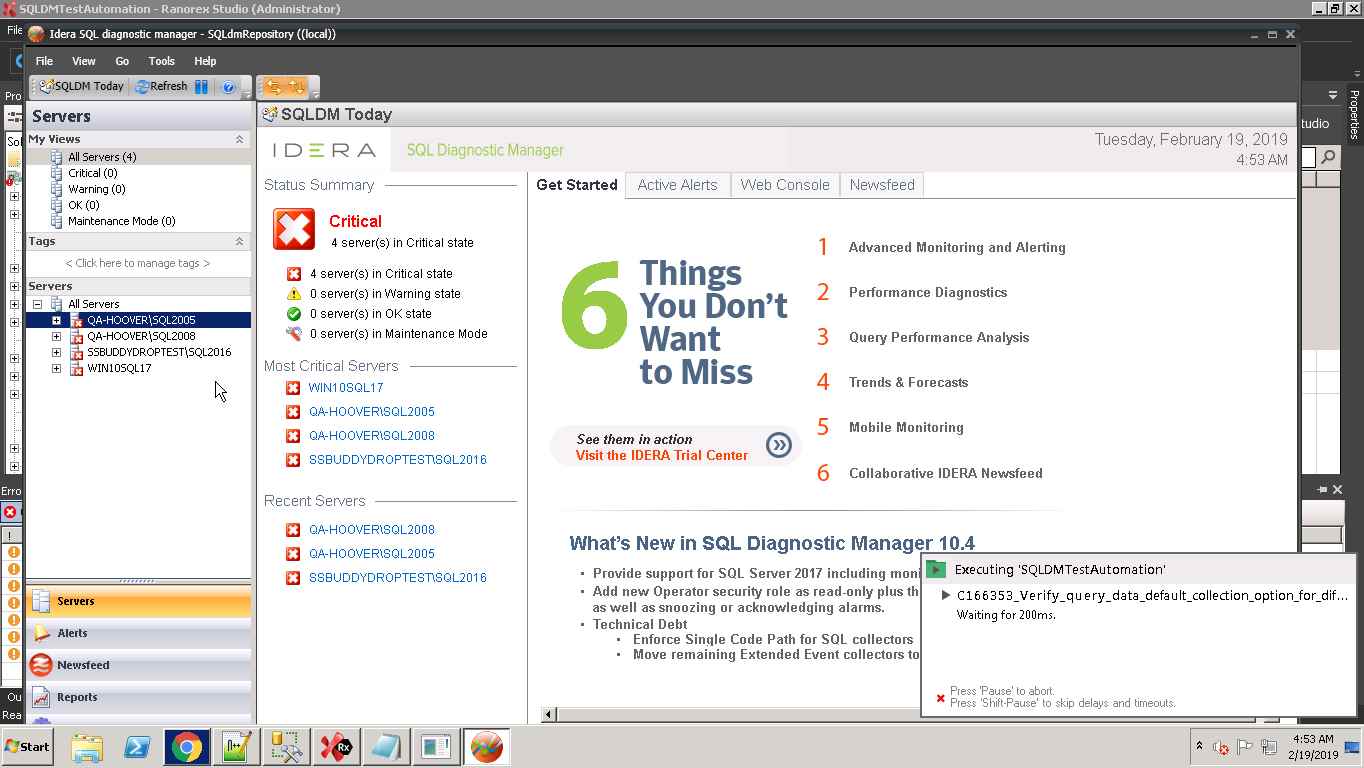 SQLDMTestAutomation - Ranorex Studio (Administrator)
File
Idera SQL diagnostic manager - SQLdmRepository ((local))
File View Go Tools Help
SQLDM Today Refresh
Properties
Servers
My Views
All Servers (4)
Critical (0)
Warning (0)
OK (0)
Maintenance Mode (0)
Tags
< Click here to manage tags >
Servers
All Servers
QA-HOOVER\SQL2005
QA-HOOVER\SQL2008
SSBUDDYDROPTEST\SQL2016
WIN10SQL17
Servers
Alerts
Newsfeed
Reports
SQLDM Today
IDERA SQL Diagnostic Manager
Tuesday, February 19, 2019
4:53 AM
Status Summary
Critical
4 server(s) in Critical state
4 server(s) in Critical state
0 server(s) in Warning state
0 server(s) in OK state
0 server(s) in Maintenance Mode
Most Critical Servers
WIN10SQL17
QA-HOOVER\SQL2005
QA-HOOVER\SQL2008
SSBUDDYDROPTEST\SQL2016
Recent Servers
QA-HOOVER\SQL2008
QA-HOOVER\SQL2005
SSBUDDYDROPTEST\SQL2016
Get Started Active Alerts Web Console Newsfeed
6 Things
You Don't
Want
to Miss
See them in action
Visit the IDERA Trial Center
1 Advanced Monitoring and Alerting
2 Performance Diagnostics
3 Query Performance Analysis
4 Trends & Forecasts
5 Mobile Monitoring
6 Collaborative IDERA Newsfeed
What's New in SQL Diagnostic Manager 10.4
• Provide support for SQL Server 2017 including moni
• Add new Operator security role as read-only plus th
as well as snoozing or acknowledging alarms.
• Technical Debt
• Enforce Single Code Path for SQL collectors
• Move remaining Extended Event collectors to
Executing 'SQLDMTestAutomation'
C166353_Verify_query_data_default_collection_option_for_dif...
Waiting for 200ms.
Press 'Pause' to abort.
Press 'Shift-Pause' to skip delays and timeouts.
Start
4:53 AM
2/19/2019